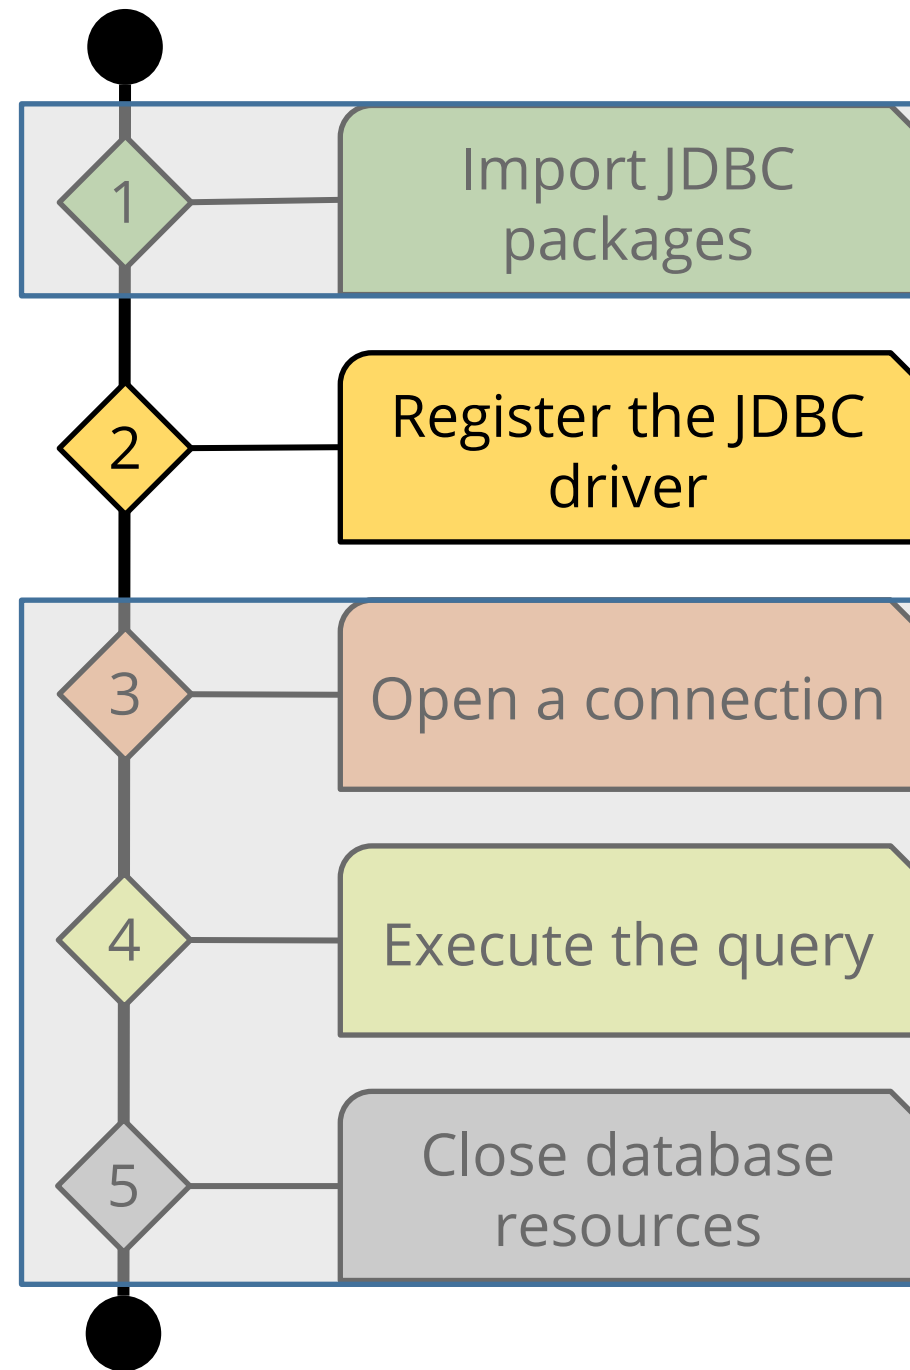 1
Import JDBC
packages
2
Register the JDBC
driver
3
Open a connection
4
Execute the query
5
Close database
resources